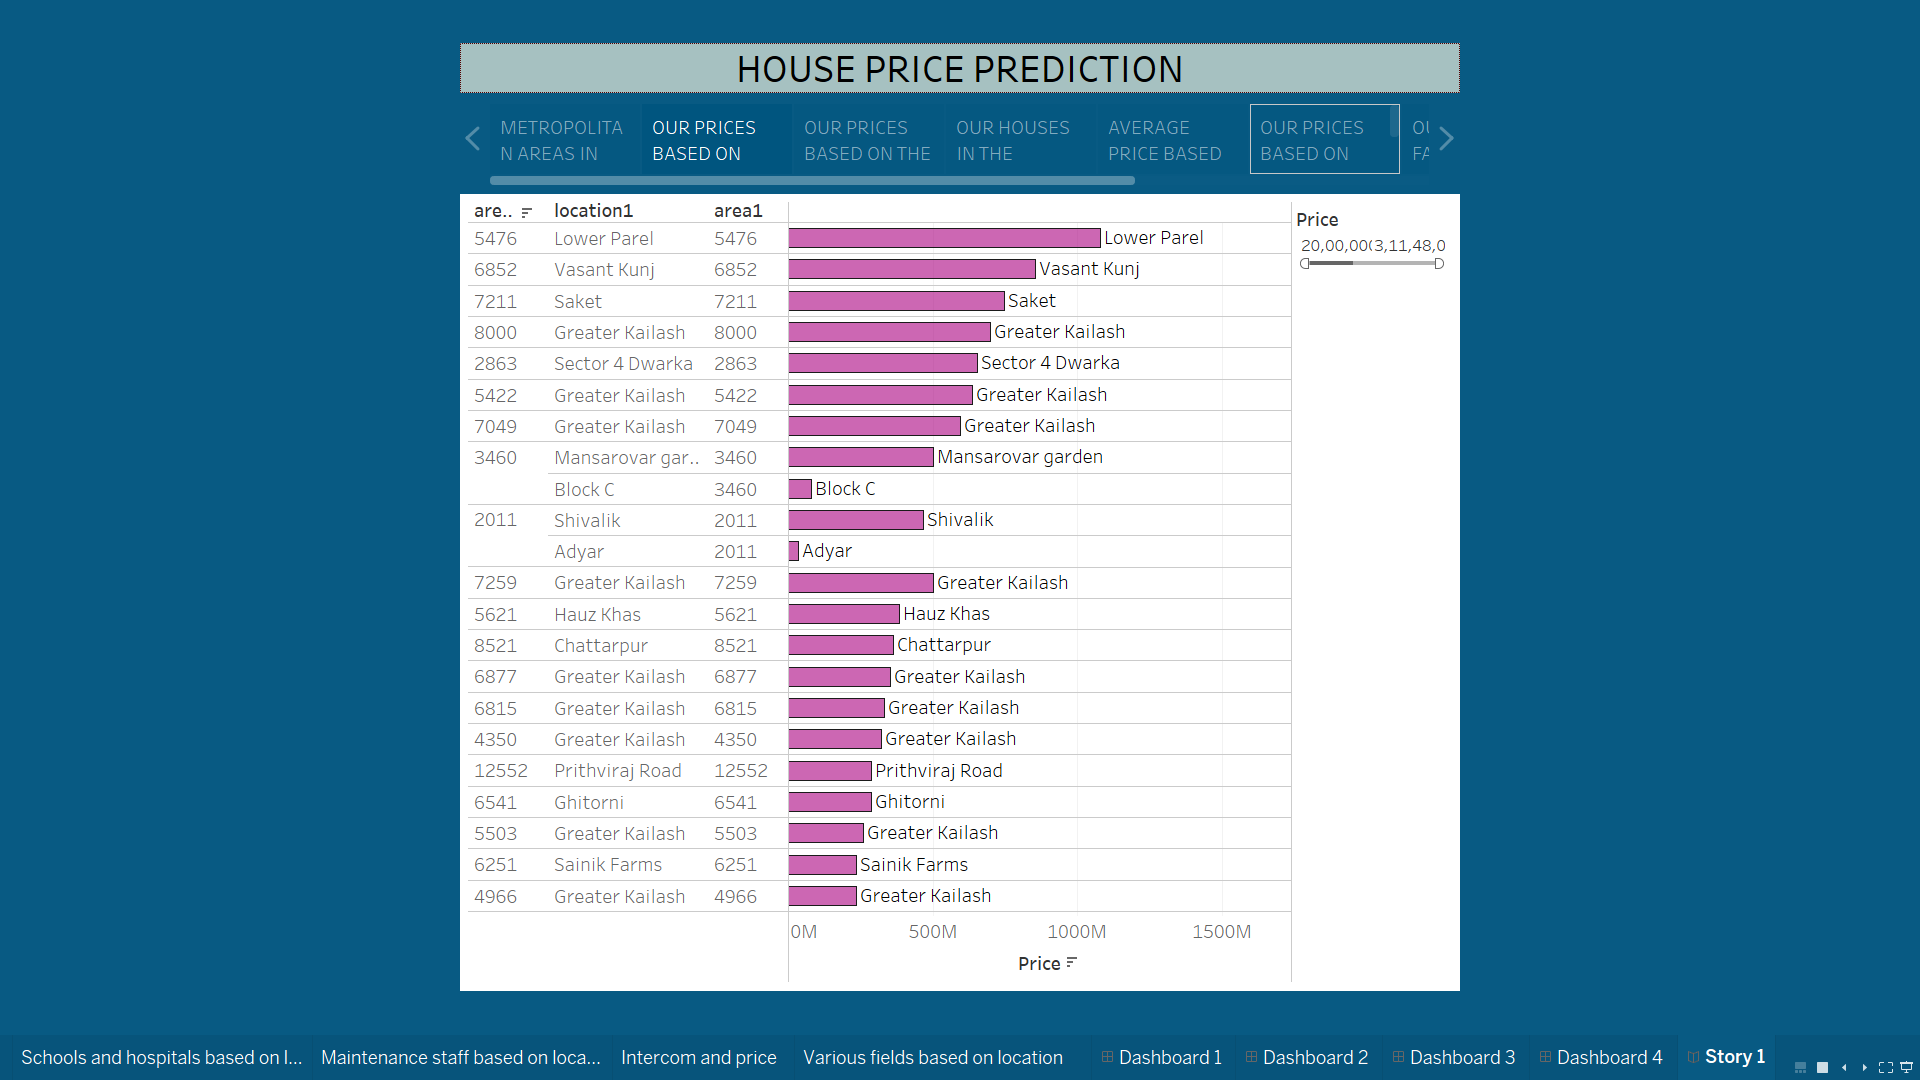 HOUSE PRICE PREDICTION
METROPOLITA
N AREAS IN
OUR PRICES
BASED ON
OUR PRICES
BASED ON THE
OUR HOUSES
IN THE
AVERAGE
PRICE BASED
OUR PRICES
BASED ON
FA
are.. location1 area1
5476 Lower Parel 5476 Lower Parel
6852 Vasant Kunj 6852 Vasant Kunj
7211 Saket 7211 Saket
8000 Greater Kailash 8000 Greater Kailash
2863 Sector 4 Dwarka 2863 Sector 4 Dwarka
5422 Greater Kailash 5422 Greater Kailash
7049 Greater Kailash 7049 Greater Kailash
3460 Mansarovar gar.. 3460 Mansarovar garden
Block C 3460 Block C
2011 Shivalik 2011 Shivalik
Adyar 2011 Adyar
7259 Greater Kailash 7259 Greater Kailash
5621 Hauz Khas 5621 Hauz Khas
8521 Chattarpur 8521 Chattarpur
6877 Greater Kailash 6877 Greater Kailash
6815 Greater Kailash 6815 Greater Kailash
4350 Greater Kailash 4350 Greater Kailash
12552 Prithviraj Road 12552 Prithviraj Road
6541 Ghitorni 6541 Ghitorni
5503 Greater Kailash 5503 Greater Kailash
6251 Sainik Farms 6251 Sainik Farms
4966 Greater Kailash 4966 Greater Kailash
0M 500M 1000M 1500M
Price
Price
20,00,00 3,11,48,0
Schools and hospitals based on l... Maintenance staff based on loca... Intercom and price Various fields based on location Dashboard 1 Dashboard 2 Dashboard 3 Dashboard 4 Story 1